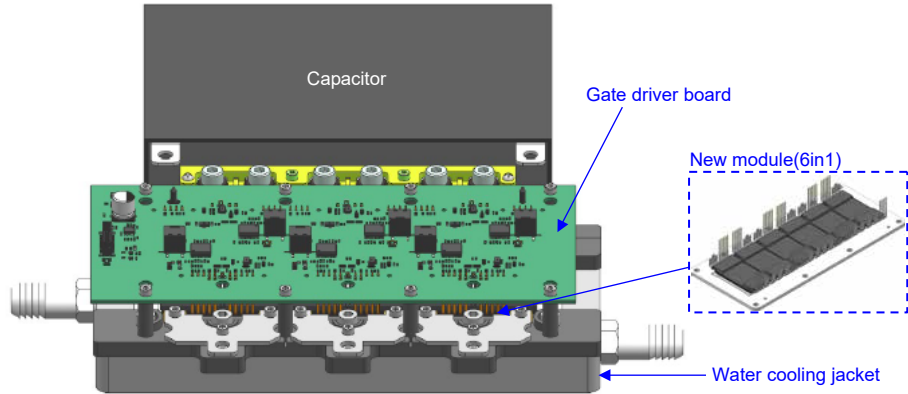 Capacitor
Gate driver board
New module(6in1)
Water cooling jacket